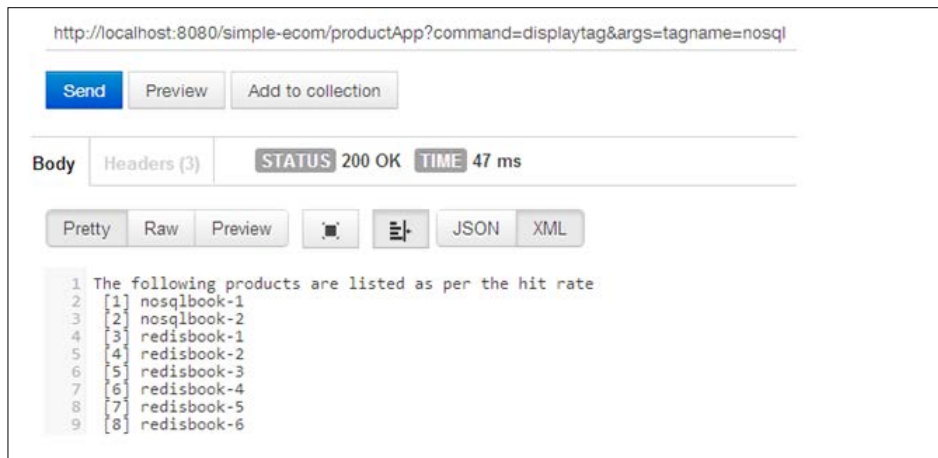 http://localhost:8080/simple-ecom/productApp?command=displaytag&args=tagname=nosql
Send Preview Add to collection
Body Headers (3) STATUS 200 OK TIME 47 ms
Pretty Raw Preview JSON XML
1 The following products are listed as per the hit rate
2 [1] nosqlbook-1
3 [2] nosqlbook-2
4 [3] redisbook-1
5 [4] redisbook-2
6 [5] redisbook-3
7 [6] redisbook-4
8 [7] redisbook-5
9 [8] redisbook-6